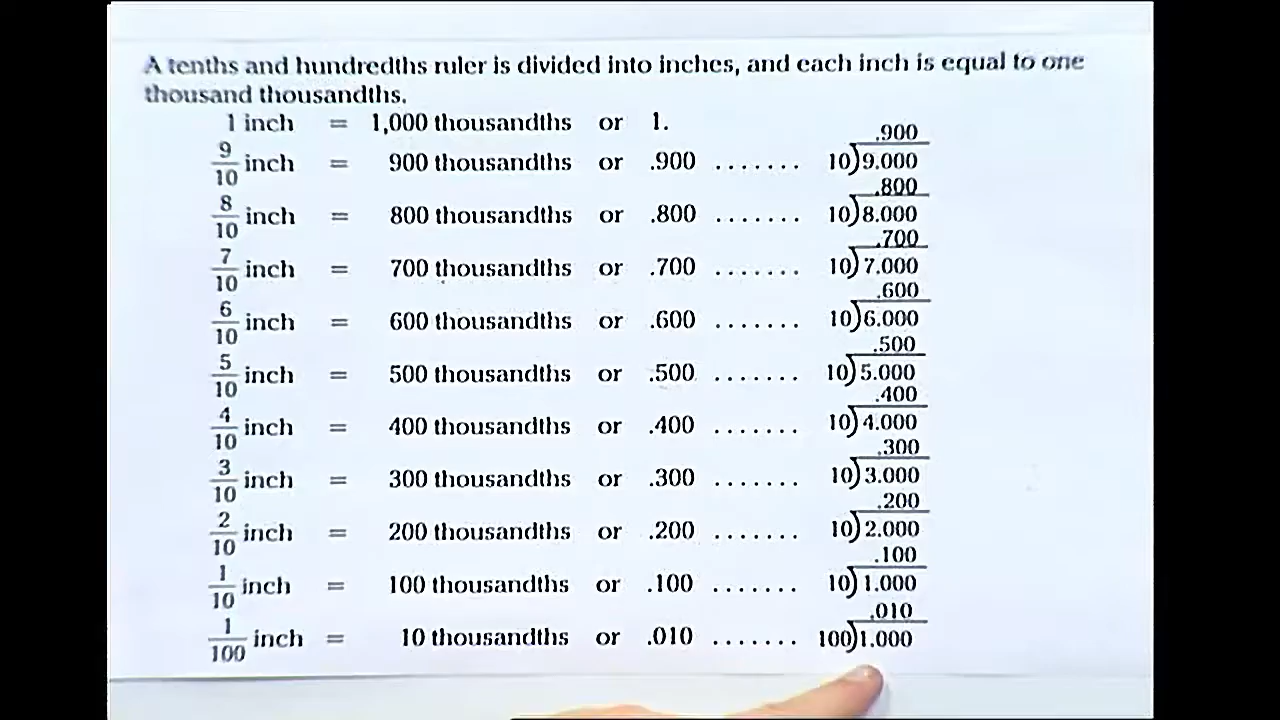 A tenths and hundredths ruler is divided into inches, and each inch is equal to one
thousand thousandths.
1 inch = 1,000 thousandths or 1.
9/10 inch = 900 thousandths or .900 ....... 10)9.000 .900
8/10 inch = 800 thousandths or .800 ....... 10)8.000 .800
7/10 inch = 700 thousandths or .700 ....... 10)7.000 .700
6/10 inch = 600 thousandths or .600 ....... 10)6.000 .600
5/10 inch = 500 thousandths or .500 ....... 10)5.000 .500
4/10 inch = 400 thousandths or .400 ....... 10)4.000 .400
3/10 inch = 300 thousandths or .300 ....... 10)3.000 .300
2/10 inch = 200 thousandths or .200 ....... 10)2.000 .200
1/10 inch = 100 thousandths or .100 ....... 10)1.000 .100
1/100 inch = 10 thousandths or .010 ....... 100)1.000 .010